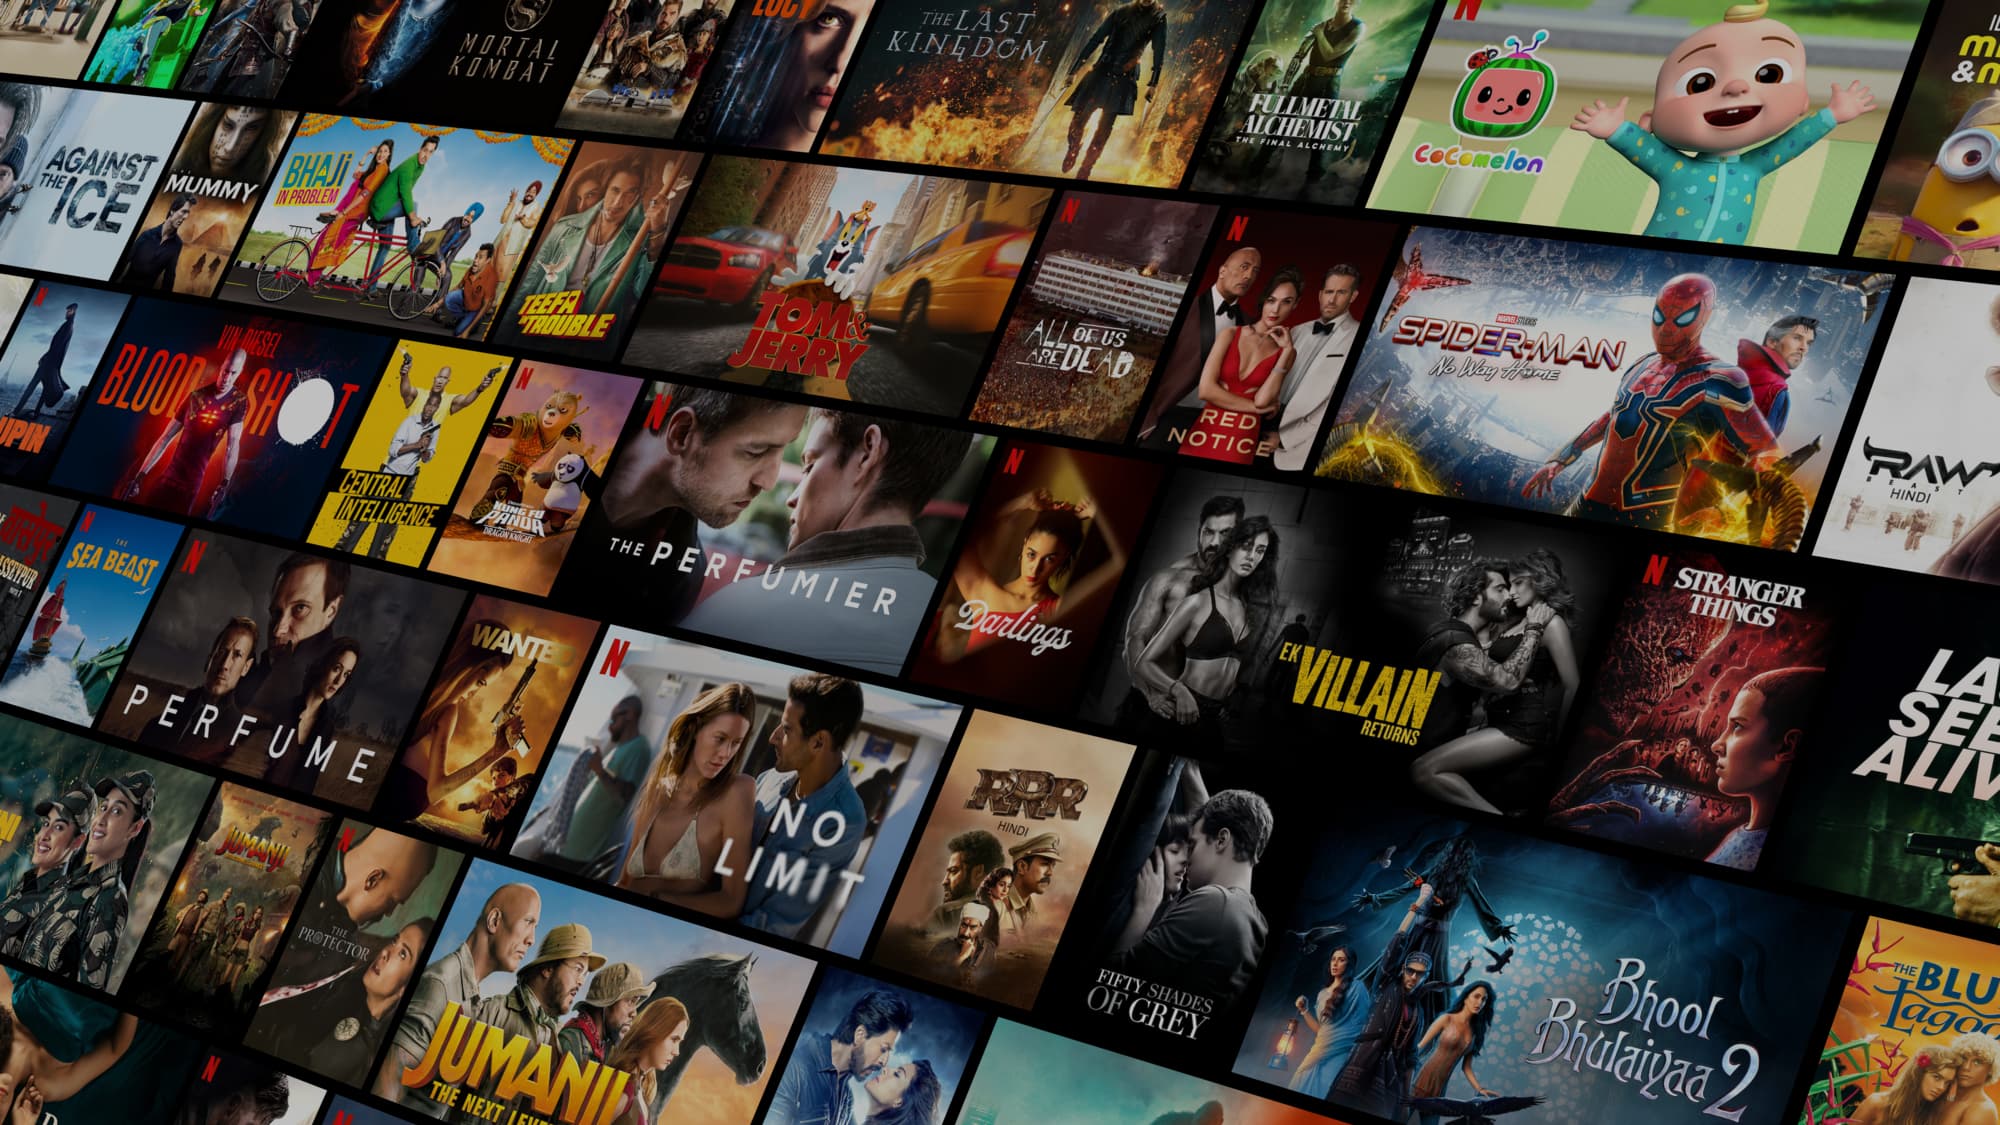 MORTAL
KOMBAT
LUCY
THE LAST
KINGDOM
FULLMETAL
ALCHEMIST
THE FINAL ALCHEMY
N
CoComelon
AGAINST
THE ICE
MUMMY
BHAJI
IN PROBLEM
TEEFA
IN TROUBLE
TOM &
JERRY
N
ALL OF US
ARE DEAD
N
RED
NOTICE
MARVEL STUDIOS
SPIDER-MAN
No Way Home
RAW
BEAST
HINDI
N
UPIN
VIN DIESEL
BLOODSHOT
CENTRAL
INTELLIGENCE
N
KUNG FU
PANDA
DRAGON KNIGHT
N
THE PERFUMIER
N
Darlings
EK
VILLAIN
RETURNS
N
STRANGER
THINGS
LA
SEE
ALIV
N
THE
SEA BEAST
N
PERFUME
WANTE
N
NO
LIMIT
RRR
HINDI
FIFTY SHADES
OF GREY
Bhool
Bhulaiyaa 2
THE BLU
Lagoo
JUMANJI
N
THE
PROTECTOR
JUMANJI
THE NEXT LEVE
N
N